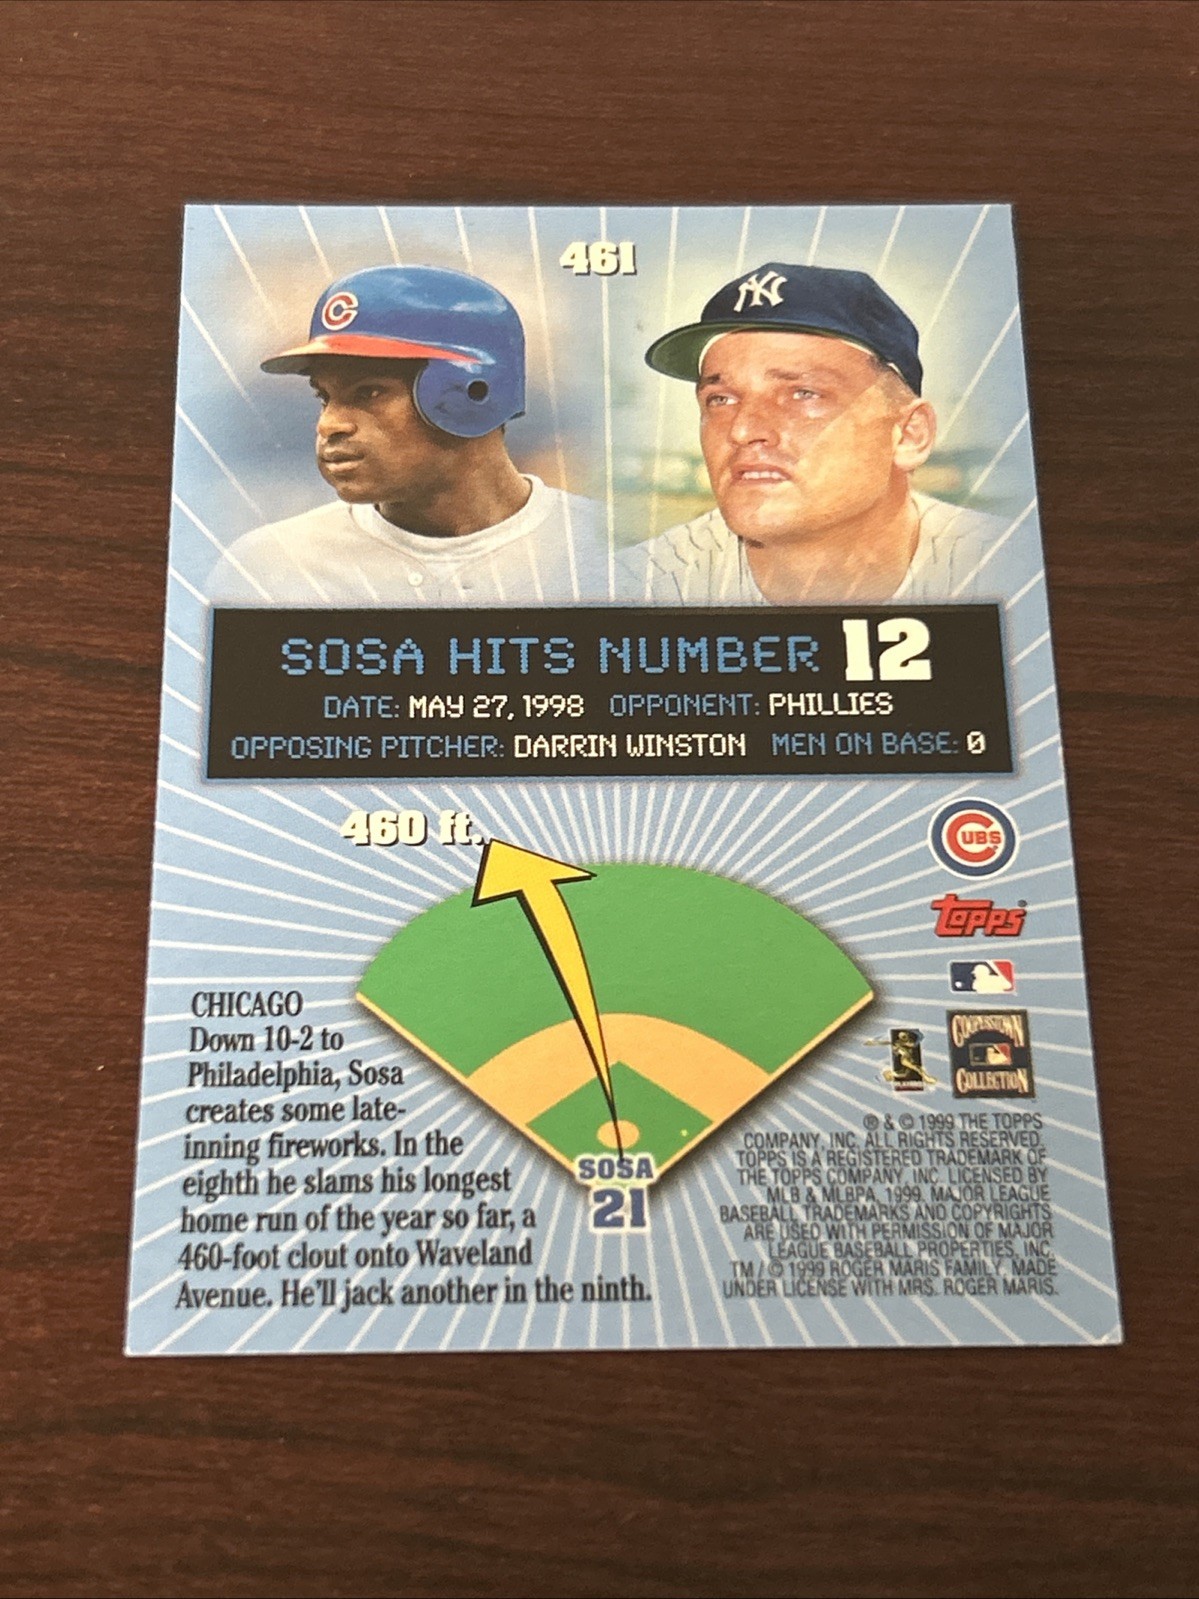 461
C
NY
SOSA HITS NUMBER 12
DATE: MAY 27, 1998 OPPONENT: PHILLIES
OPPOSING PITCHER: DARRIN WINSTON MEN ON BASE: 0
460 ft.
CUBS
Topps
CHICAGO
Down 10-2 to
Philadelphia, Sosa
creates some late-
inning fireworks. In the
eighth he slams his longest
home run of the year so far, a
460-foot clout onto Waveland
Avenue. He'll jack another in the ninth.
SOSA
21
PLAYERS
COOPERSTOWN
COLLECTION
® & © 1999 THE TOPPS
COMPANY, INC. ALL RIGHTS RESERVED.
TOPPS IS A REGISTERED TRADEMARK OF
THE TOPPS COMPANY, INC. LICENSED BY
MLB & MLBPA, 1999. MAJOR LEAGUE
BASEBALL TRADEMARKS AND COPYRIGHTS
ARE USED WITH PERMISSION OF MAJOR
LEAGUE BASEBALL PROPERTIES, INC.
TM / © 1999 ROGER MARIS FAMILY. MADE
UNDER LICENSE WITH MRS. ROGER MARIS.